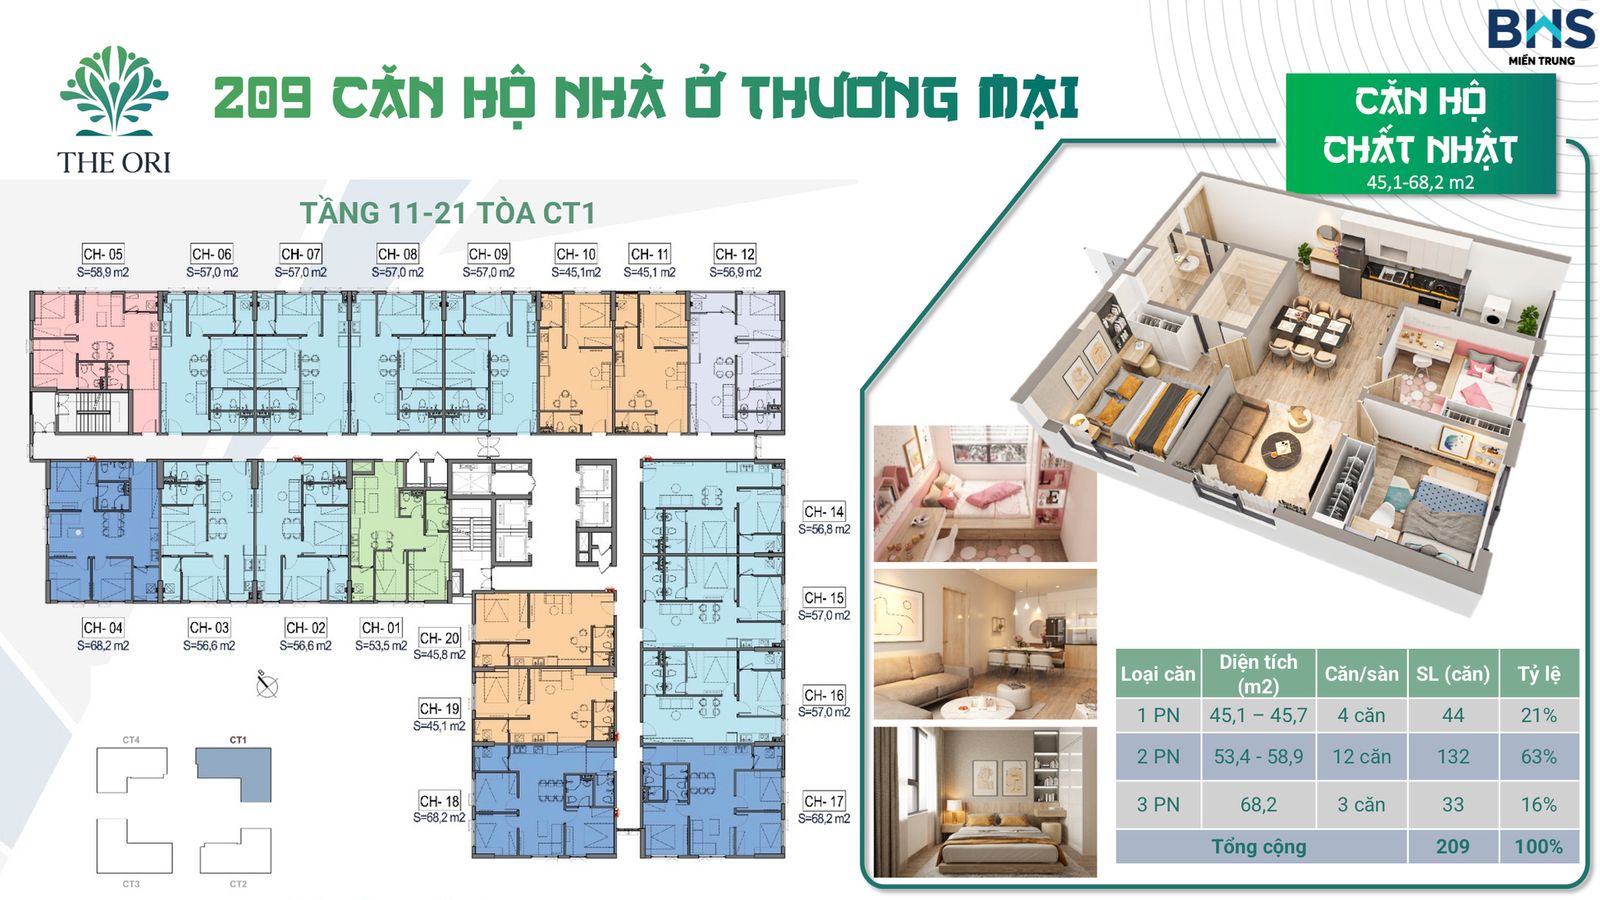 BHS
MIỀN TRUNG
THE ORI
209 CĂN HỘ NHÀ Ở THƯƠNG MẠI
CĂN HỘ
CHẤT NHẬT
45,1-68,2 m2
TẦNG 11-21 TÒA CT1
CH- 05
S=58,9 m2
CH- 06
S=57,0 m2
CH- 07
S=57,0 m2
CH- 08
S=57,0 m2
CH- 09
S=57,0 m2
CH- 10
S=45,1m2
CH- 11
S=45,1 m2
CH- 12
S=56,9 m2
CH- 14
S=56,8 m2
CH- 15
S=57,0 m2
CH- 04
S=68,2 m2
CH- 03
S=56,6 m2
CH- 02
S=56,6 m2
CH- 01
S=53,5 m2
CH- 20
S=45,8 m2
CH- 16
S=57,0 m2
CH- 19
S=45,1 m2
CH- 18
S=68,2 m2
CH- 17
S=68,2 m2
B
CT4
CT1
CT3
CT2
Loại căn Diện tích (m2) Căn/sàn SL (căn) Tỷ lệ
1 PN 45,1 – 45,7 4 căn 44 21%
2 PN 53,4 - 58,9 12 căn 132 63%
3 PN 68,2 3 căn 33 16%
Tổng cộng 209 100%